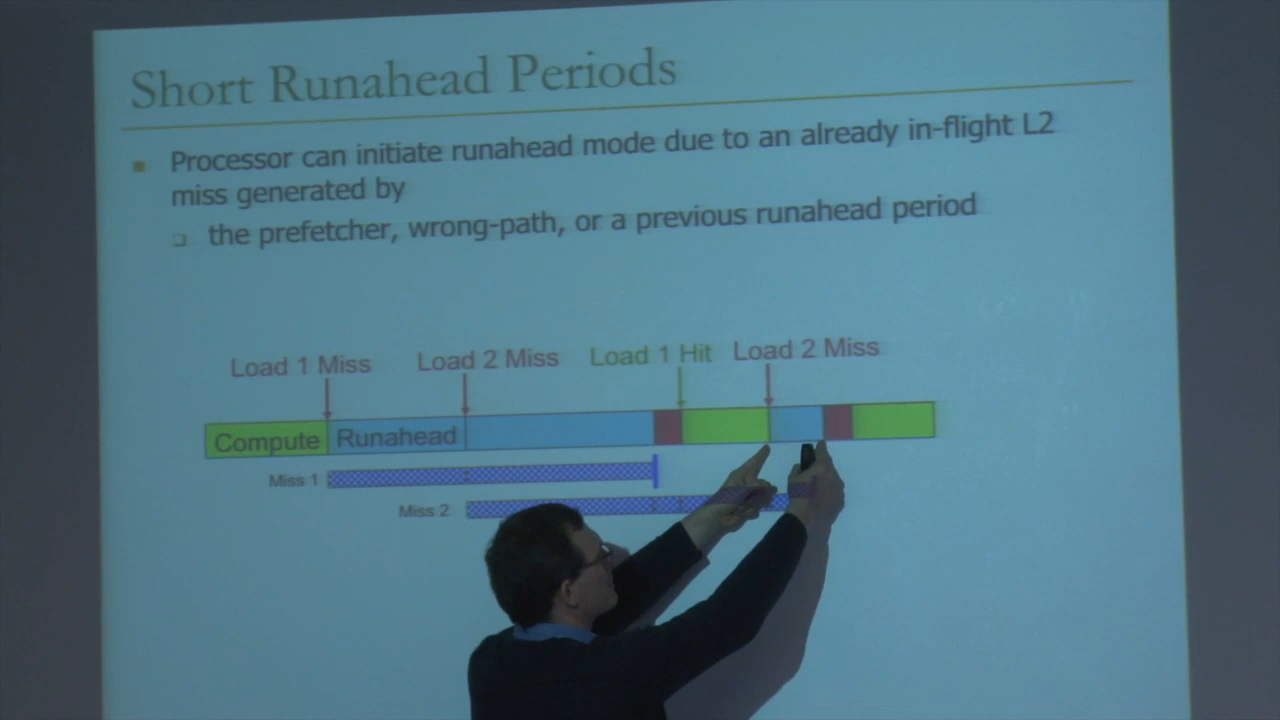 Short Runahead Periods
Processor can initiate runahead mode due to an already in-flight L2
miss generated by
the prefetcher, wrong-path, or a previous runahead period
Load 1 Miss Load 2 Miss Load 1 Hit Load 2 Miss
Compute Runahead
Miss 1
Miss 2